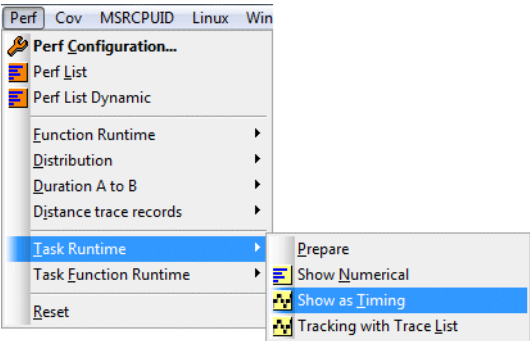 Perf Cov MSRCPUID Linux Win
Perf Configuration...
Perf List
Perf List Dynamic
Function Runtime
Distribution
Duration A to B
Distance trace records
Task Runtime
Prepare
Task Function Runtime
Show Numerical
Show as Timing
Reset
Tracking with Trace List